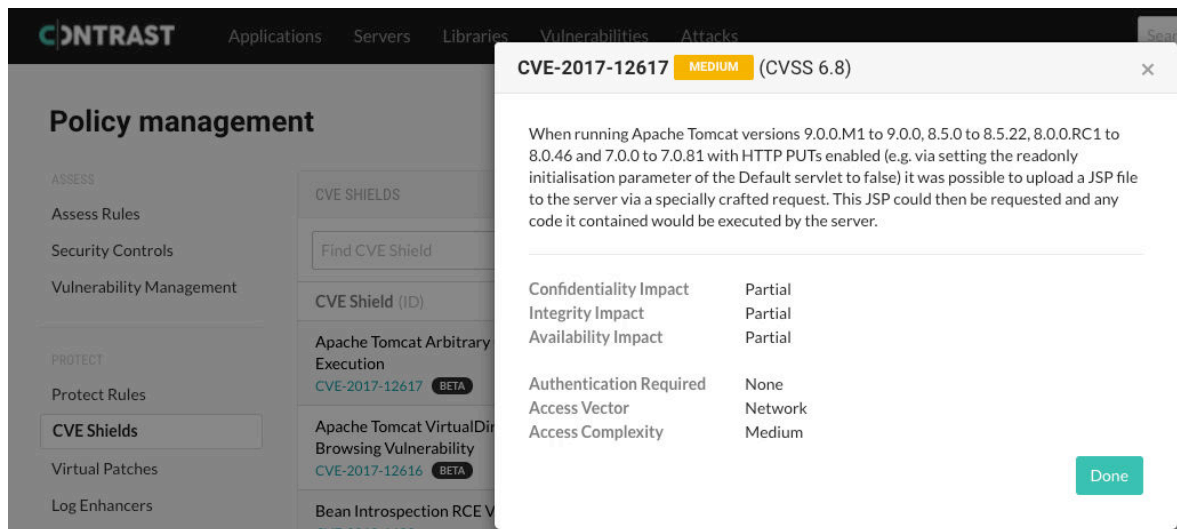 CONTRAST
Applications Servers Libraries Vulnerabilities Attacks
CVE-2017-12617 MEDIUM (CVSS 6.8) ×
When running Apache Tomcat versions 9.0.0.M1 to 9.0.0, 8.5.0 to 8.5.22, 8.0.0.RC1 to
8.0.46 and 7.0.0 to 7.0.81 with HTTP PUTs enabled (e.g. via setting the readonly
initialisation parameter of the Default servlet to false) it was possible to upload a JSP file
to the server via a specially crafted request. This JSP could then be requested and any
code it contained would be executed by the server.
Confidentiality Impact Partial
Integrity Impact Partial
Availability Impact Partial
Authentication Required None
Access Vector Network
Access Complexity Medium
Done
Policy management
ASSESS
Assess Rules
Security Controls
Vulnerability Management
PROTECT
Protect Rules
CVE Shields
Virtual Patches
Log Enhancers
CVE SHIELDS
Find CVE Shield
CVE Shield (ID)
Apache Tomcat Arbitrary
Execution
CVE-2017-12617 BETA
Apache Tomcat VirtualDir
Browsing Vulnerability
CVE-2017-12616 BETA
Bean Introspection RCE V